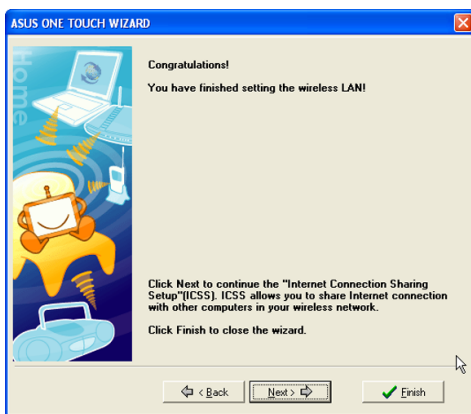 ASUS ONE TOUCH WIZARD
Home
Congratulations!
You have finished setting the wireless LAN!
Click Next to continue the "Internet Connection Sharing
Setup"(ICSS). ICSS allows you to share Internet connection
with other computers in your wireless network.
Click Finish to close the wizard.
< Back
Next >
Finish